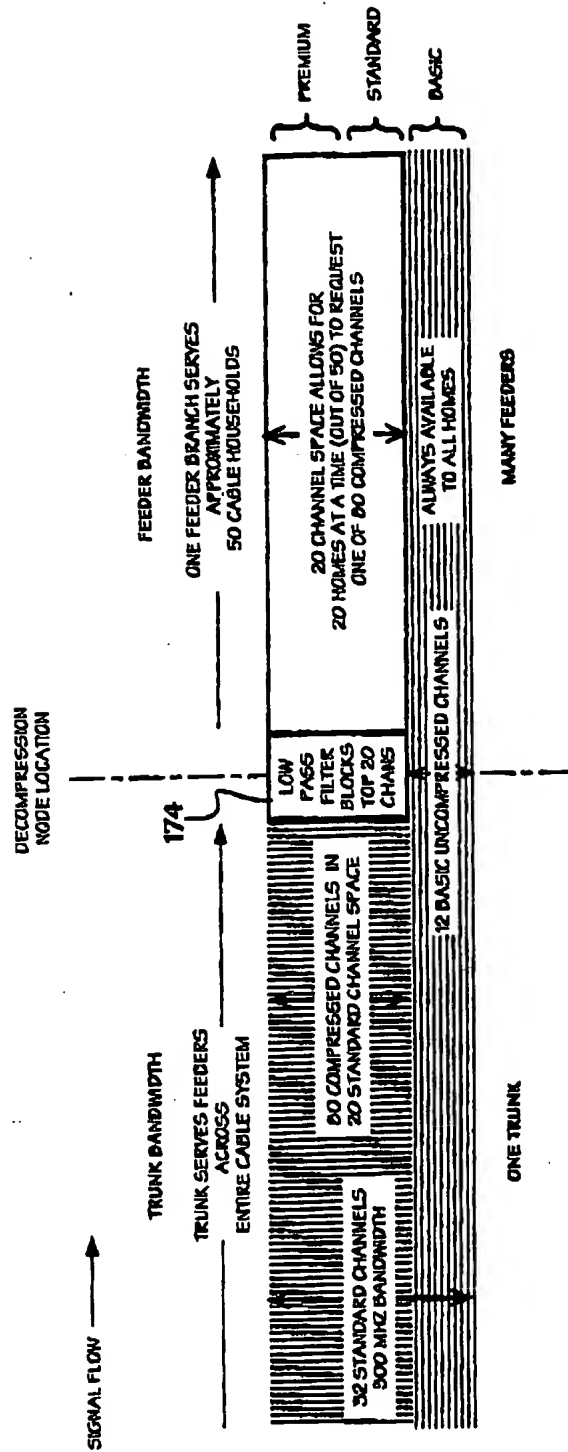 SIGNAL FLOW
DECOMPRESSION
NODE LOCATION
TRUNK BANDWIDTH
TRUNK SERVES FEEDERS
ACROSS
ENTIRE CABLE SYSTEM
FEEDER BANDWIDTH
ONE FEEDER BRANCH SERVES
APPROXIMATELY
50 CABLE HOUSEHOLDS
174
32 STANDARD CHANNELS
300 MHZ BANDWIDTH
80 COMPRESSED CHANNELS IN
20 STANDARD CHANNEL SPACE
LOW
PASS
FILTER
BLOCKS
TOP 20
CHANS
20 CHANNEL SPACE ALLOWS FOR
20 HOMES AT A TIME (OUT OF 50) TO REQUEST
ONE OF 80 COMPRESSED CHANNELS
PREMIUM
STANDARD
BASIC
12 BASIC UNCOMPRESSED CHANNELS
ALWAYS AVAILABLE
TO ALL HOMES
ONE TRUNK
MANY FEEDERS